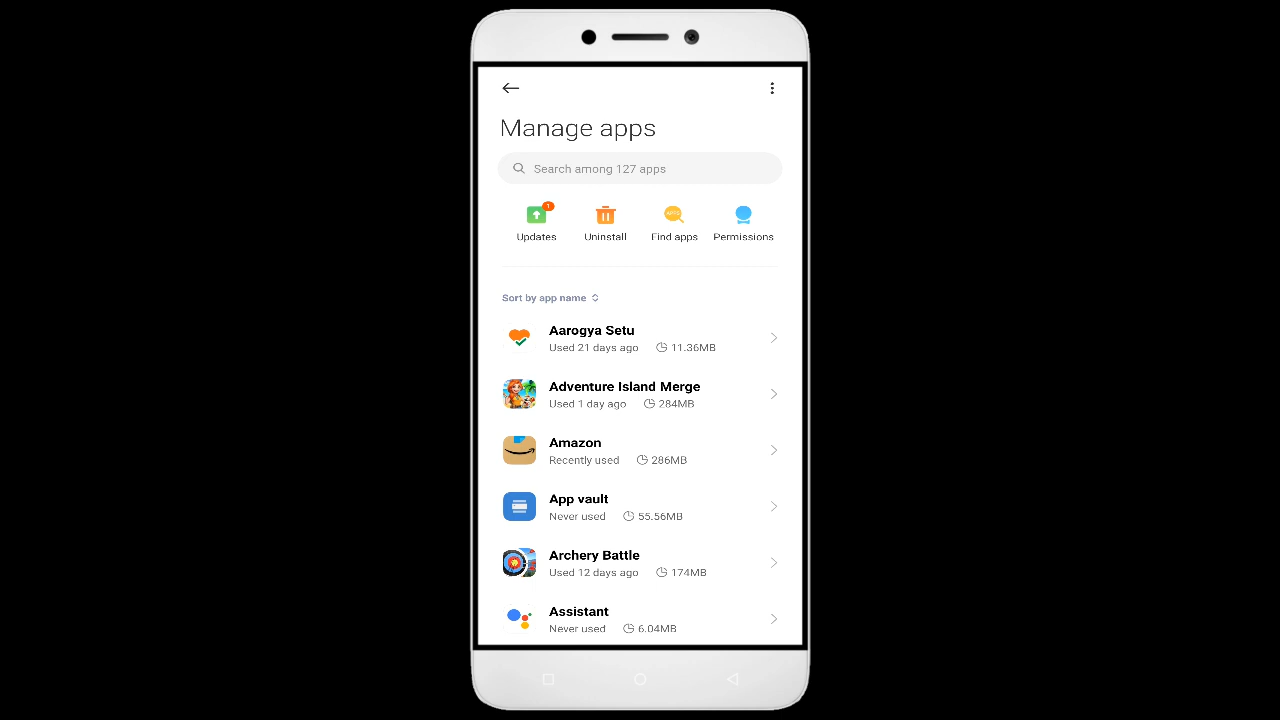 Manage apps
Search among 127 apps
1
APPS
Updates Uninstall Find apps Permissions
Sort by app name
Aarogya Setu
Used 21 days ago 11.36MB
Adventure Island Merge
Used 1 day ago 284MB
Amazon
Recently used 286MB
App vault
Never used 55.56MB
Archery Battle
Used 12 days ago 174MB
Assistant
Never used 6.04MB